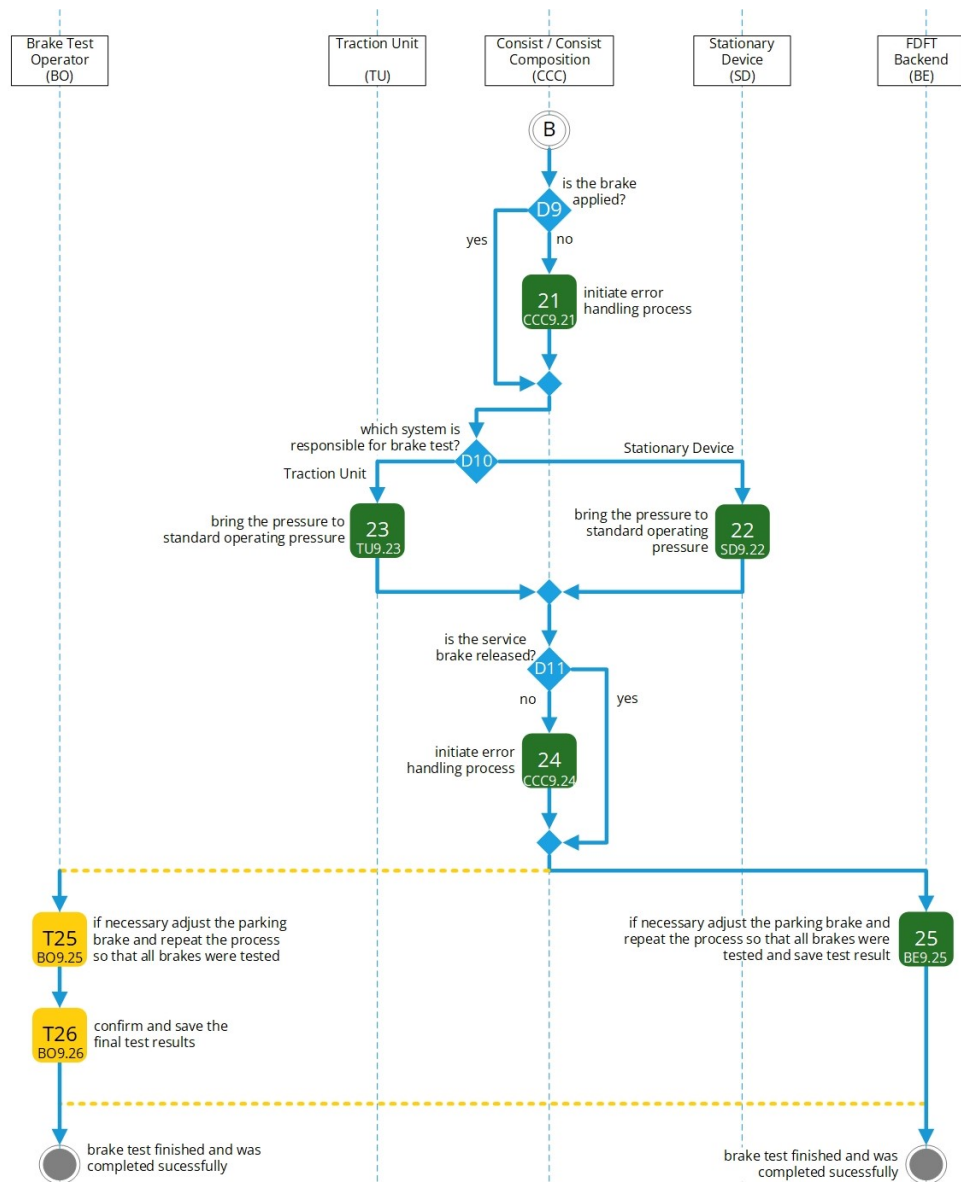 Brake Test
Operator
(BO)
Traction Unit
(TU)
Consist / Consist
Composition
(CCC)
Stationary
Device
(SD)
FDFT
Backend
(BE)
B
is the brake
applied?
D9
yes
no
21
CCC9.21
initiate error
handling process
which system is
responsible for brake test?
D10
Traction Unit
Stationary Device
bring the pressure to
standard operating pressure
23
TU9.23
bring the pressure to
standard operating
pressure
22
SD9.22
is the service
brake released?
D11
no
yes
initiate error
handling process
24
CCC9.24
T25
BO9.25
if necessary adjust the parking
brake and repeat the process
so that all brakes were tested
if necessary adjust the parking brake and
repeat the process so that all brakes were
tested and save test result
25
BE9.25
T26
BO9.26
confirm and save the
final test results
brake test finished and was
completed sucessfully
brake test finished and was
completed sucessfully